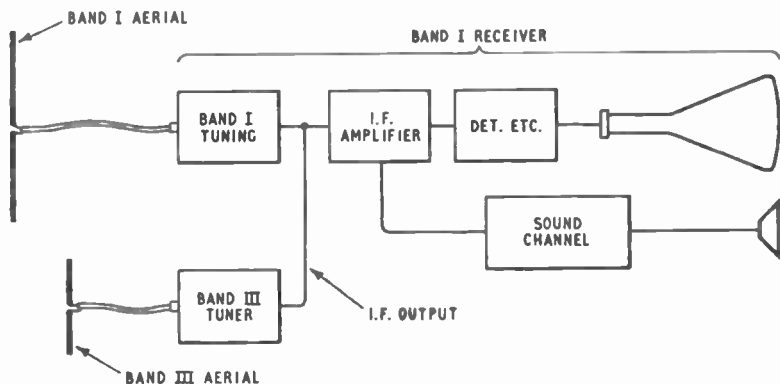 BAND I AERIAL
BAND I RECEIVER
BAND I
TUNING
I.F.
AMPLIFIER
DET. ETC.
SOUND
CHANNEL
BAND III
TUNER
I.F. OUTPUT
BAND III AERIAL